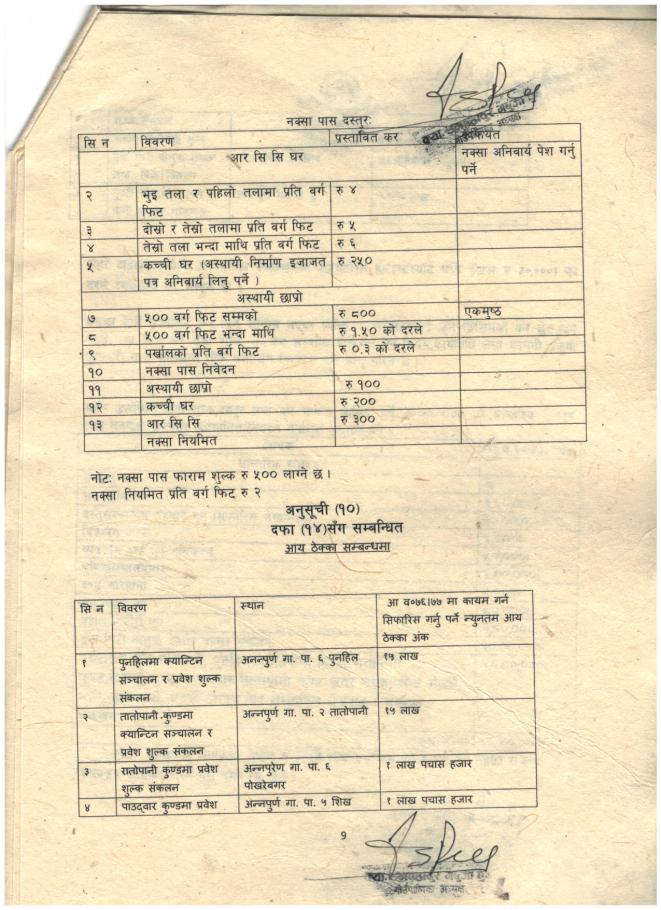 नक्सा पास दस्तुरः
सि न विवरण प्रस्तावित कर कैफियत
आर सि सि घर नक्सा अनिवार्य पेश गर्नु
पर्ने
२ भुइ तला र पहिलो तलामा प्रति वर्ग रु ४
फिट
३ दोस्रो र तेस्रो तलामा प्रति वर्ग फिट रु ५
४ तेस्रो तला भन्दा माथि प्रति वर्ग फिट रु ६
५ कच्ची घर (अस्थायी निर्माण इजाजत रु २५०
पत्र अनिवार्य लिनु पर्ने )
अस्थायी छाप्रो
७ ५०० वर्ग फिट सम्मको रु ८०० एकमुष्ठ
८ ५०० वर्ग फिट भन्दा माथि रु १.५० को दरले
९ पर्खालको प्रति वर्ग फिट रु ०.३ को दरले
१० नक्सा पास निवेदन
११ अस्थायी छाप्रो रु १००
१२ कच्ची घर रु २००
१३ आर सि सि रु ३००
नक्सा नियमित
नोटः नक्सा पास फाराम शुल्क रु ५०० लाग्ने छ ।
नक्सा नियमित प्रति वर्ग फिट रु २
अनुसूची (१०)
दफा (१४)सँग सम्बन्धित
आय ठेक्का सम्बन्धमा
सि न विवरण स्थान आ व०७६।७७ मा कायम गर्न
सिफारिस गर्नु पर्ने न्युनतम आय
ठेक्का अंक
१ पुनहिलमा क्यान्टिन अनन्पुर्ण गा. पा. ६ पुनहिल १५ लाख
सञ्चालन र प्रवेश शुल्क
संकलन
२ तातोपानी कुण्डमा अन्नपुर्ण गा. पा. २ तातोपानी १५ लाख
क्यान्टिन सञ्चालन र
प्रवेश शुल्क संकलन
३ रातोपानी कुण्डमा प्रवेश अन्नपुरेण गा. पा. ६ १ लाख पचास हजार
शुल्क संकलन पोखरेबगर
४ पाउद्वार कुण्डमा प्रवेश अन्नपुर्ण गा. पा. ५ शिख १ लाख पचास हजार
9
गाउँपालिका अध्यक्ष